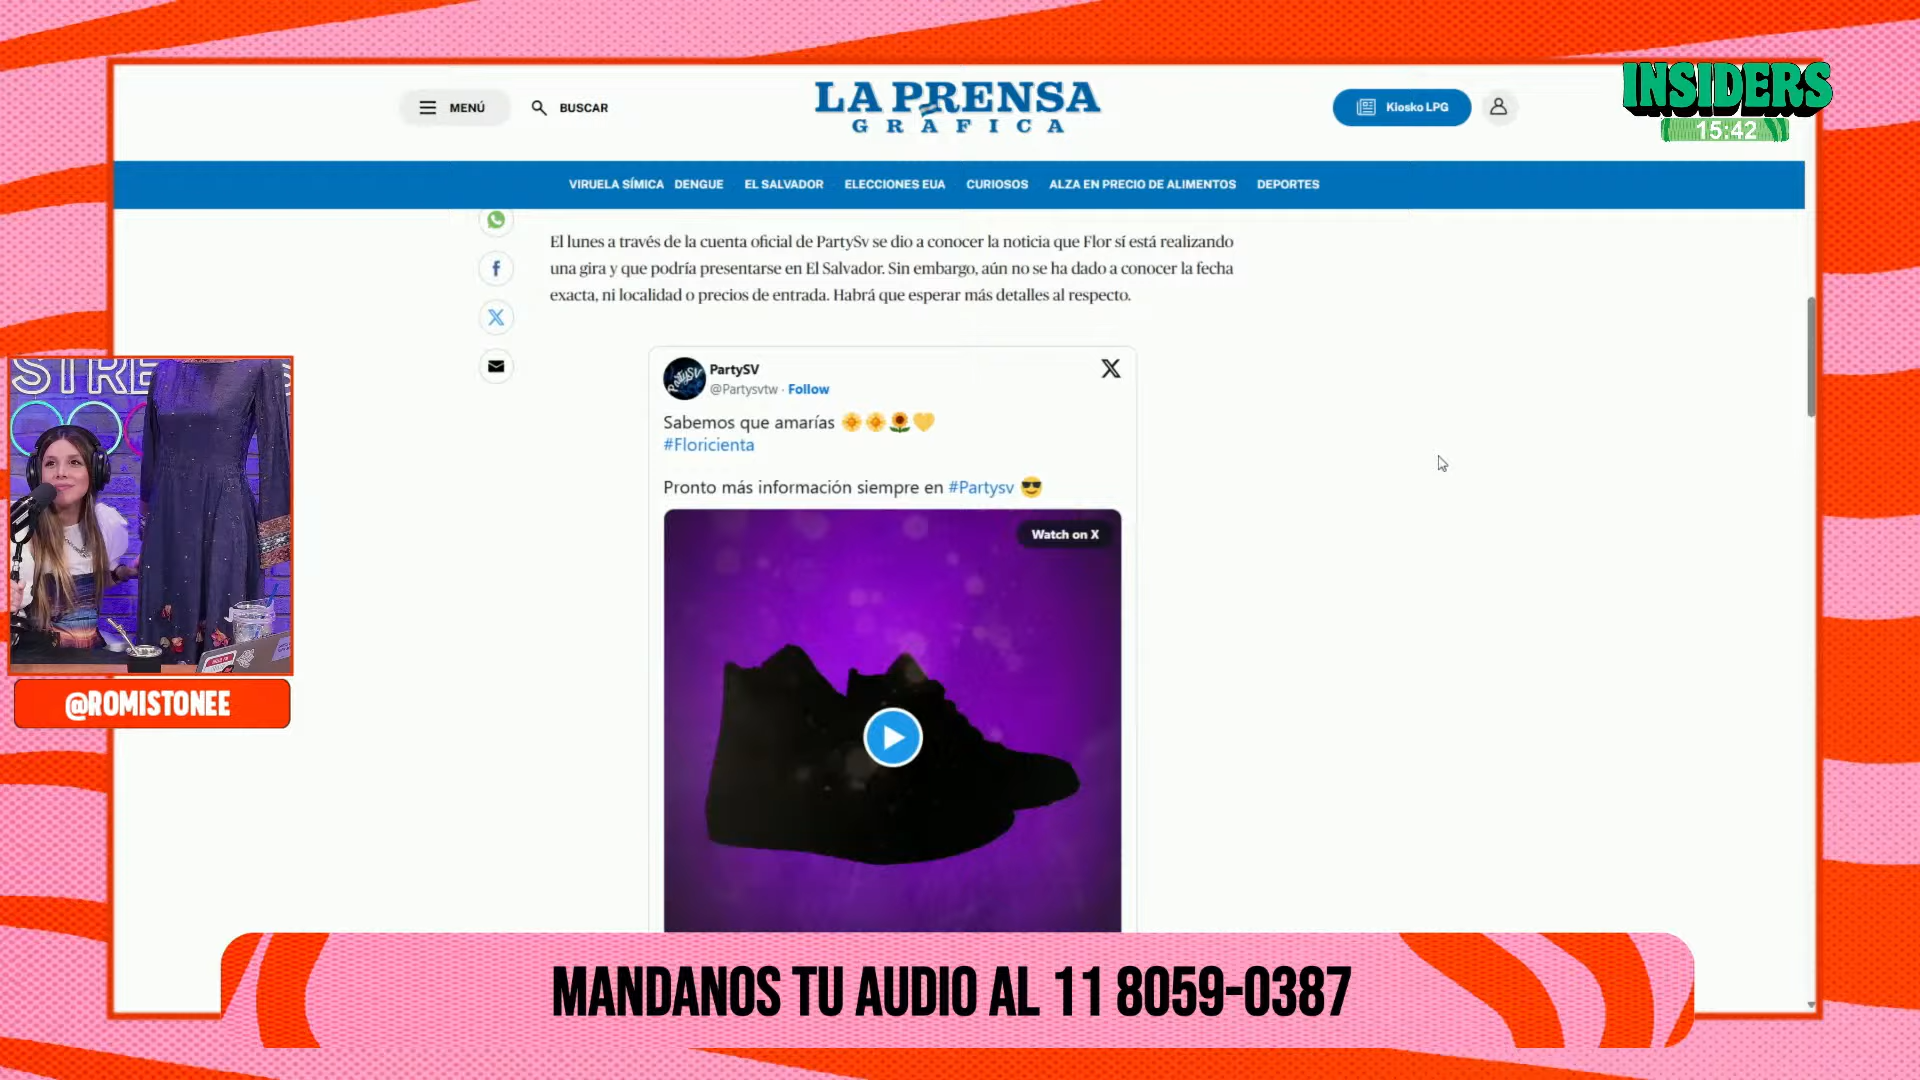 INSIDERS
15:42
MENÚ
BUSCAR
LA PRENSA
GRÁFICA
Kiosko LPG
VIRUELA SÍMICA DENGUE EL SALVADOR ELECCIONES EUA CURIOSOS ALZA EN PRECIO DE ALIMENTOS DEPORTES
El lunes a través de la cuenta oficial de PartySv se dio a conocer la noticia que Flor sí está realizando
una gira y que podría presentarse en El Salvador. Sin embargo, aún no se ha dado a conocer la fecha
exacta, ni localidad o precios de entrada. Habrá que esperar más detalles al respecto.
PartySV
PartySV
@Partysvtw · Follow
Sabemos que amarías 🌼🌼🌻💛
#Floricienta
Pronto más información siempre en #Partysv 😎
Watch on X
STRE
@ROMISTONEE
MANDANOS TU AUDIO AL 11 8059-0387